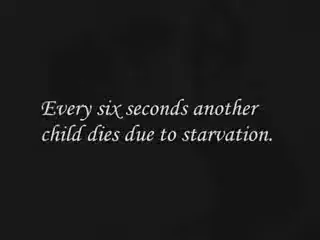 Every six seconds another
child dies due to starvation.